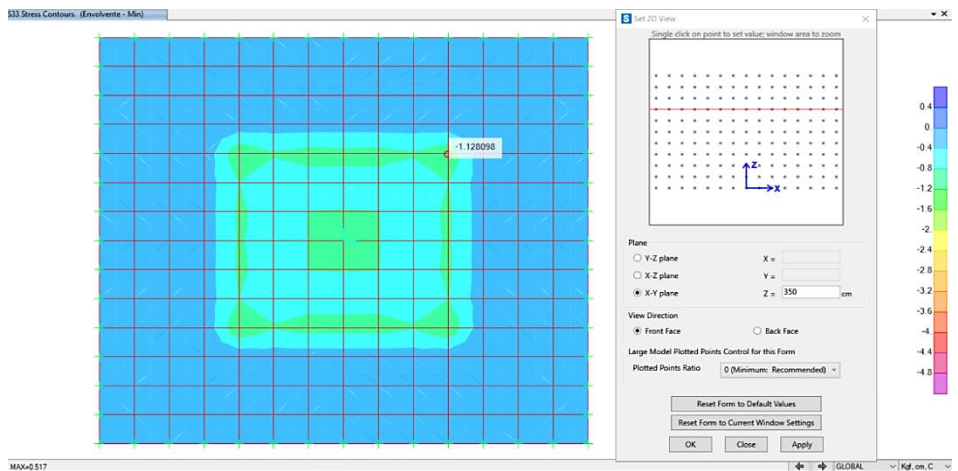 S33 Stress Contours (Envolvente - Min)
-1.128098
MAX=0.517
Set 2D View
Single click on point to set value; window area to zoom
Z
X
Plane
Y-Z plane X =
X-Z plane Y =
X-Y plane Z = 350 cm
View Direction
Front Face Back Face
Large Model Plotted Points Control for this Form
Plotted Points Ratio 0 (Minimum: Recommended)
Reset Form to Default Values
Reset Form to Current Window Settings
OK Close Apply
0.4
0.
-0.4
-0.8
-1.2
-1.6
-2.
-2.4
-2.8
-3.2
-3.6
-4.
-4.4
-4.8
GLOBAL Kgf, cm, C